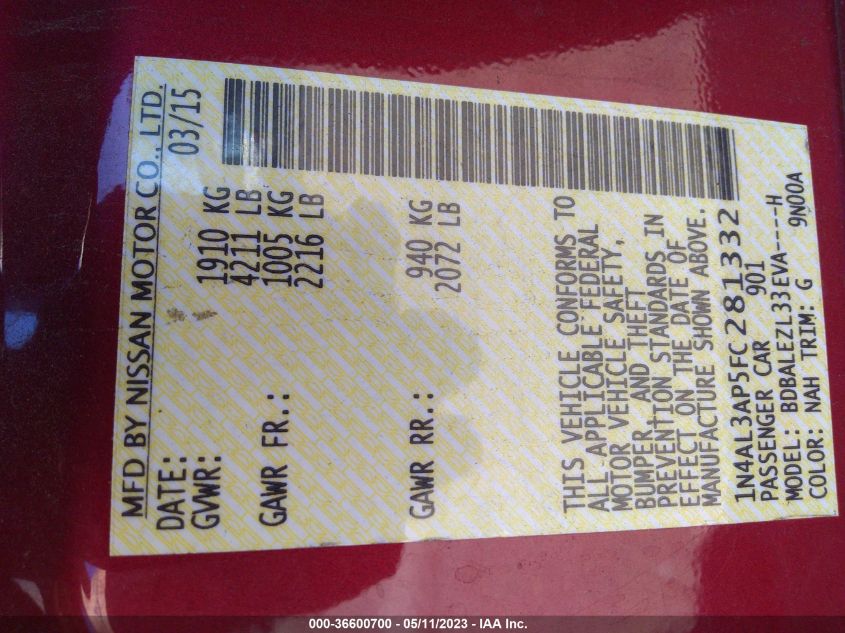 MFD BY NISSAN MOTOR CO., LTD.
DATE: 03/15
GVWR: 1910 KG
4211 LB
GAWR FR.: 1005 KG
2216 LB
GAWR RR.: 940 KG
2072 LB
THIS VEHICLE CONFORMS TO
ALL APPLICABLE FEDERAL
MOTOR VEHICLE SAFETY,
BUMPER, AND THEFT
PREVENTION STANDARDS IN
EFFECT ON THE DATE OF
MANUFACTURE SHOWN ABOVE.
1N4AL3AP5FC281332
PASSENGER CAR 901
MODEL: BDBALEZL33EVA----H
COLOR: NAH TRIM: G 9N00A
000-36600700 - 05/11/2023 - IAA Inc.